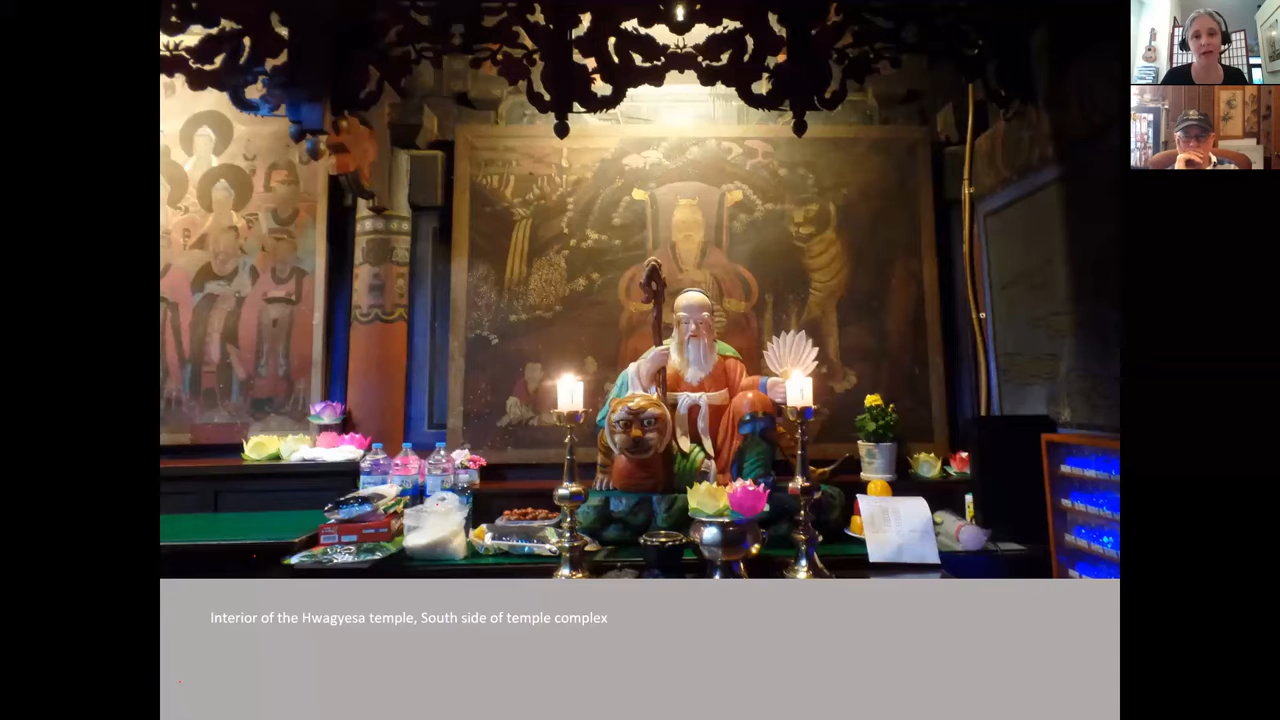 Interior of the Hwagyesa temple, South side of temple complex